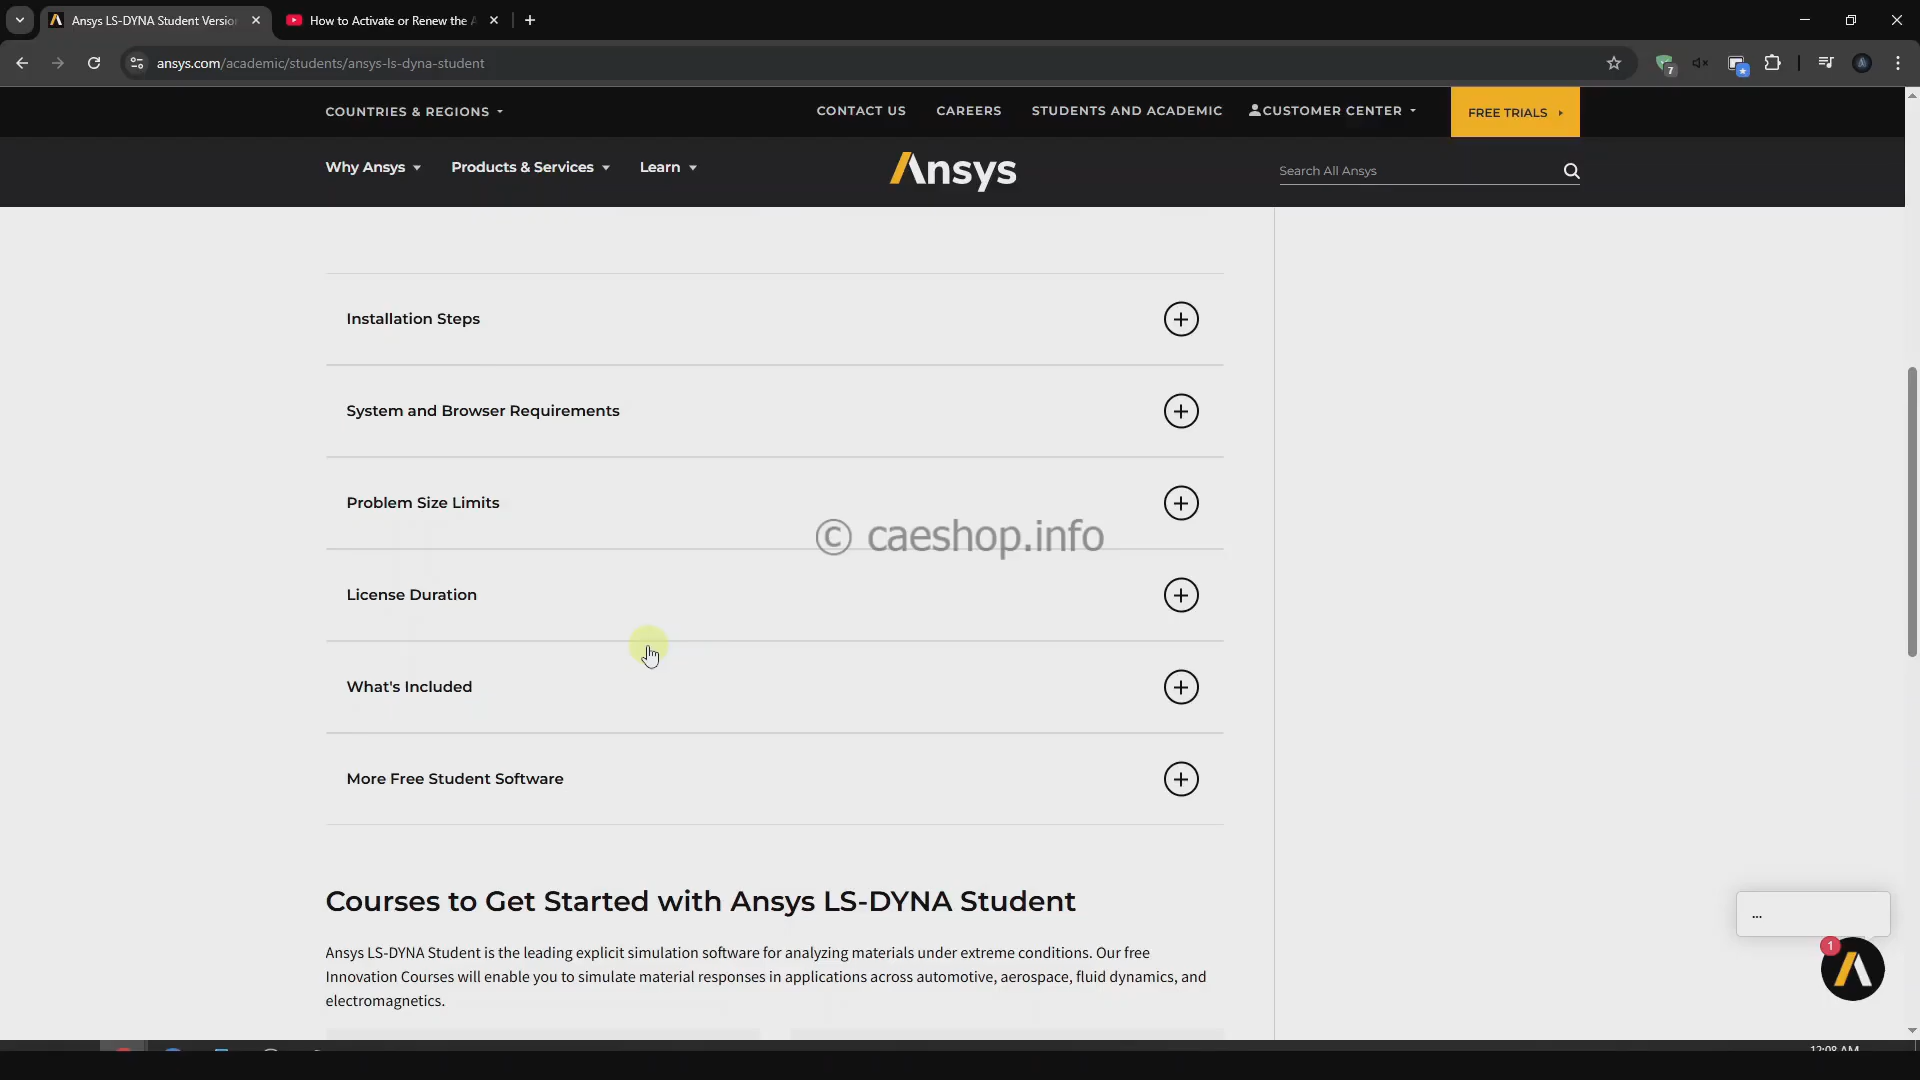 Ansys LS-DYNA Student Versio
How to Activate or Renew the A
ansys.com/academic/students/ansys-ls-dyna-student
7
COUNTRIES & REGIONS
CONTACT US
CAREERS
STUDENTS AND ACADEMIC
CUSTOMER CENTER
FREE TRIALS
Why Ansys
Products & Services
Learn
Ansys
Search All Ansys
Installation Steps
System and Browser Requirements
Problem Size Limits
© caeshop.info
License Duration
What's Included
More Free Student Software
Courses to Get Started with Ansys LS-DYNA Student
Ansys LS-DYNA Student is the leading explicit simulation software for analyzing materials under extreme conditions. Our free
Innovation Courses will enable you to simulate material responses in applications across automotive, aerospace, fluid dynamics, and
electromagnetics.
...
1
12:08 AM